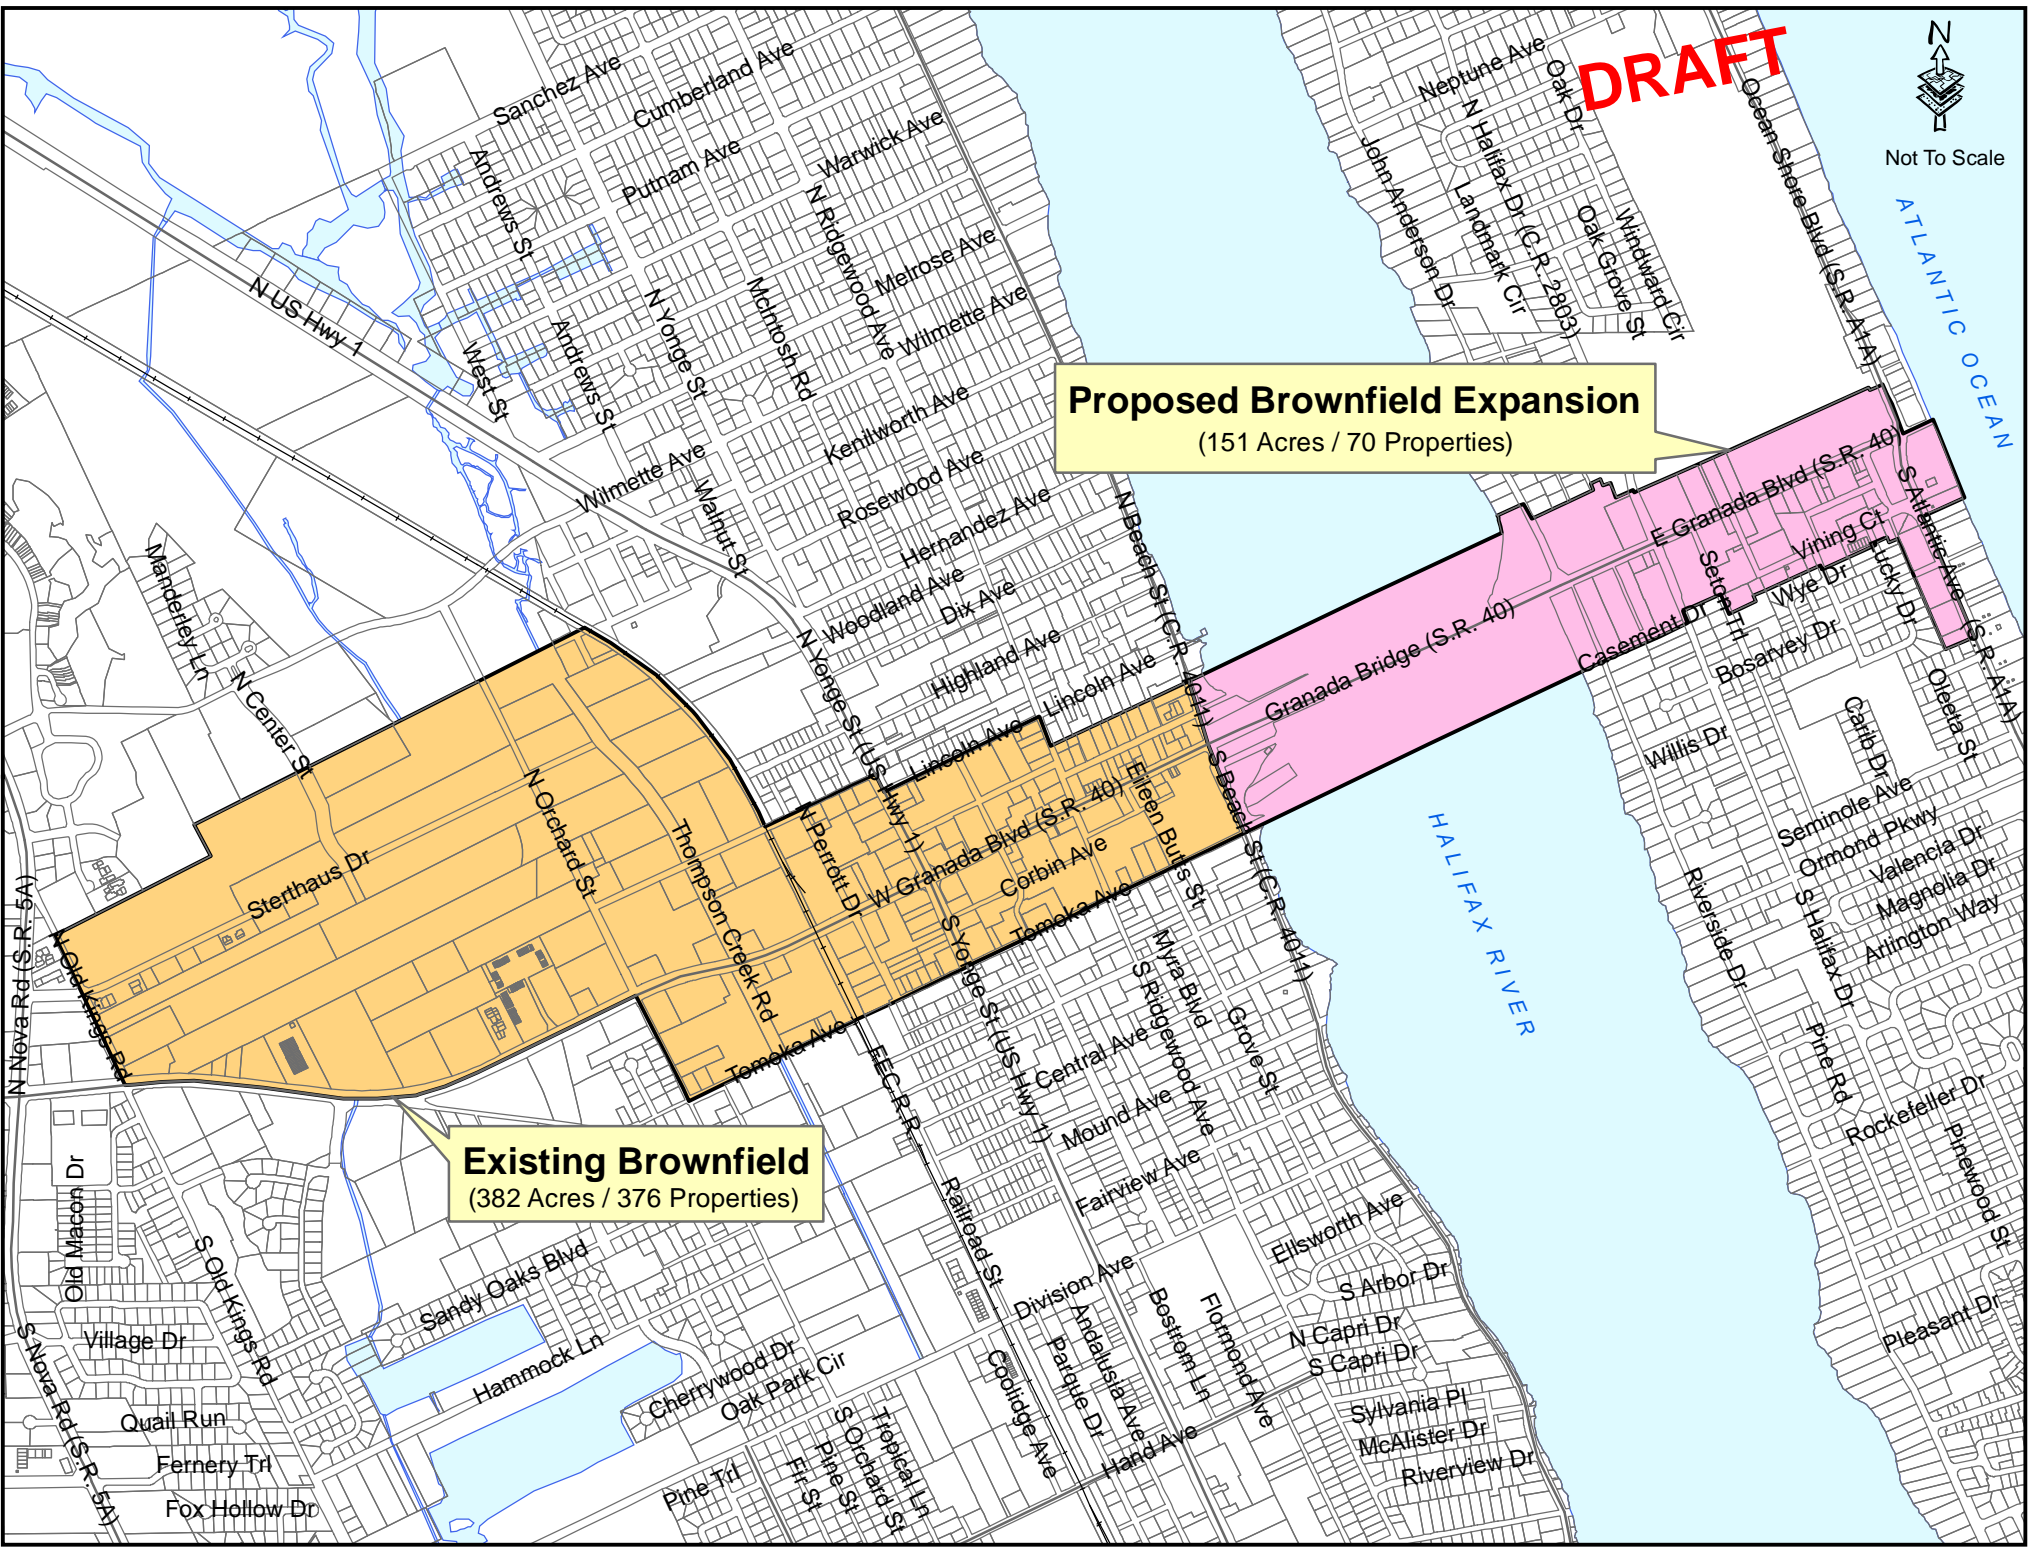 DRAFT
N
Not To Scale
ATLANTIC OCEAN
Sanchez Ave
Cumberland Ave
Warwick Ave
Putnam Ave
Andrews St
N Ridgewood Ave
Melrose Ave
McIntosh Rd
Wilmette Ave
N Yonge St
N US Hwy 1
Andrews St
West St
Neptune Ave
Oak Dr
N Halifax Dr (C.R. 2803)
John Anderson Dr
Landmark Cir
Oak Grove St
Windward Cir
Ocean Shore Blvd (S.R. A1A)
Proposed Brownfield Expansion
(151 Acres / 70 Properties)
Kenilworth Ave
Wilmette Ave
Rosewood Ave
Walnut St
Hernandez Ave
N Beach St (C.R. 4011)
Woodland Ave
Dix Ave
Highland Ave
Lincoln Ave
Lincoln Ave
N Yonge St (US Hwy 1)
Manderley Ln
N Center St
E Granada Blvd (S.R. 40)
S Atlantic Ave (S.R. A1A)
Vining Ct
Seton Trl
Wye Dr
Lucky Dr
Casement Dr
Bosarvey Dr
Granada Bridge (S.R. 40)
Oleeta St
Carib Dr
Willis Dr
Seminole Ave
Ormond Pkwy
Valencia Dr
Magnolia Dr
Arlington Way
Riverside Dr
S Halifax Dr
Pine Rd
Rockefeller Dr
Pinewood St
Pleasant Dr
HALIFAX RIVER
N Orchard St
Thompson Creek Rd
Sterthaus Dr
N Perrott Dr
W Granada Blvd (S.R. 40)
Eileen Butts St
Corbin Ave
Tomoka Ave
S Beach St (C.R. 4011)
N Old Kings Rd
N Nova Rd (S.R. 5A)
Tomoka Ave
F.E.C.R.R.
S Yonge St (US Hwy 1)
Myra Blvd
S Ridgewood Ave
Grove St
Central Ave
Mound Ave
Fairview Ave
Existing Brownfield
(382 Acres / 376 Properties)
Old Macon Dr
S Old Kings Rd
Sandy Oaks Blvd
Village Dr
S Nova Rd (S.R. 5A)
Hammock Ln
Quail Run
Fernery Trl
Fox Hollow Dr
Cherrywood Dr
Oak Park Cir
Railroad St
Division Ave
Coolidge Ave
Parque Dr
Andalusia Ave
Bostrom Ln
Flormond Ave
Ellsworth Ave
S Arbor Dr
N Capri Dr
S Capri Dr
Sylvania Pl
McAlister Dr
Riverview Dr
Hand Ave
Pine Trl
Fir St
Pine St
S Orchard St
Tropical Ln